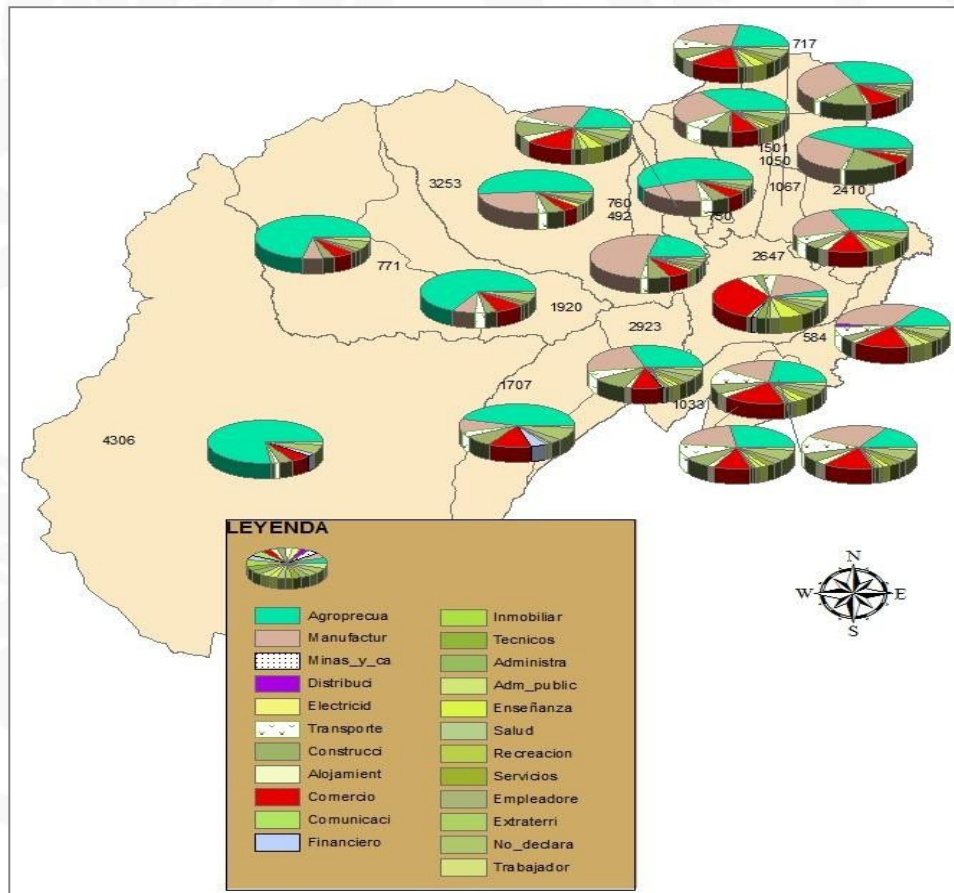 717
1501
1050
3253
1067
2410
760
492
750
2647
771
1920
2923
584
1707
1033
4306
LEYENDA
Agroprecua
Manufactur
Minas_y_ca
Distribuci
Electricid
Transporte
Construcci
Alojamient
Comercio
Comunicaci
Financiero
Inmobiliar
Tecnicos
Administra
Adm_public
Enseñanza
Salud
Recreacion
Servicios
Empleadore
Extraterri
No_declara
Trabajador
N
W
E
S